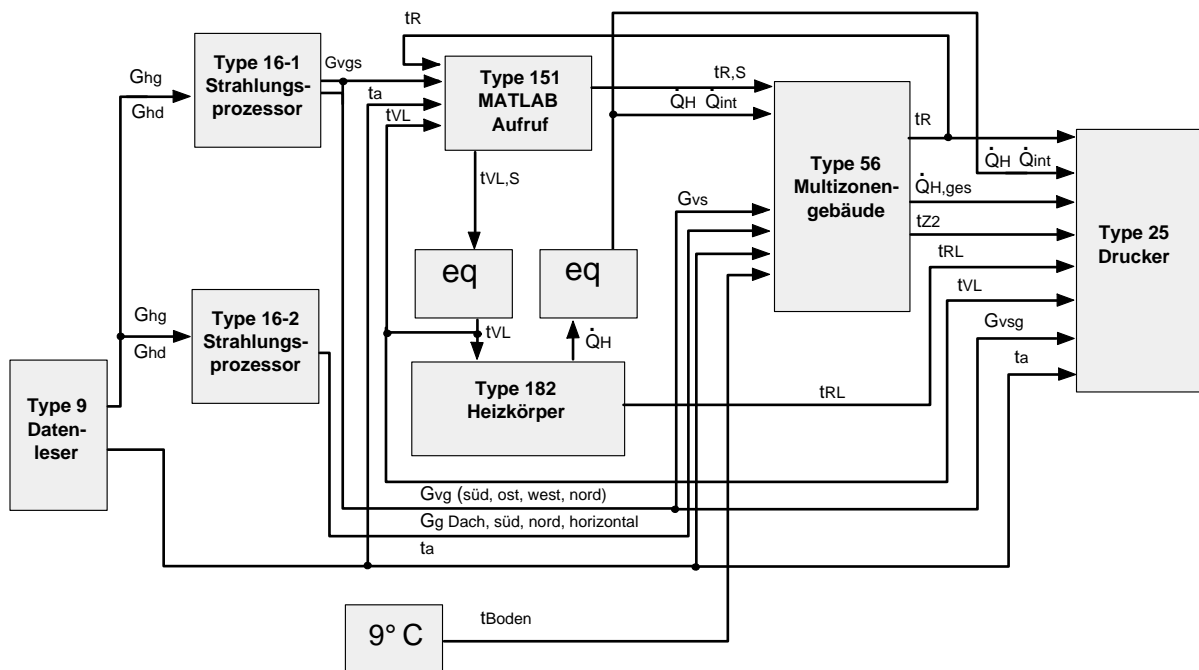 tR
Type 16-1
Strahlungs-
prozessor
Gvgs
Ghg
Ghd
ta
tVL
Type 151
MATLAB
Aufruf
tR,S
Q̇H Q̇int
tR
Type 56
Multizonen-
gebäude
Q̇H Q̇int
Q̇H,ges
tZ2
tRL
tVL
Gvsg
ta
Type 25
Drucker
tVL,S
Gvs
eq
eq
Ghg
Ghd
Type 16-2
Strahlungs-
prozessor
tVL
Q̇H
Type 182
Heizkörper
tRL
Type 9
Daten-
leser
Gvg (süd, ost, west, nord)
Gg Dach, süd, nord, horizontal
ta
9° C
tBoden